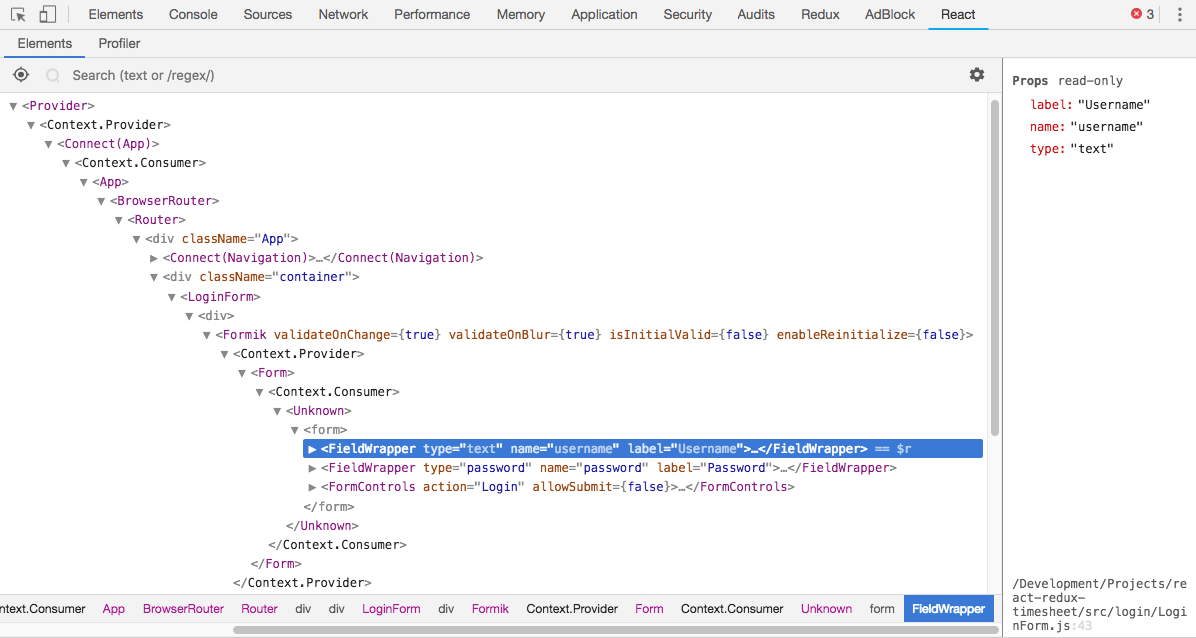 Elements Console Sources Network Performance Memory Application Security Audits Redux AdBlock React 3
Elements Profiler
Search (text or /regex/)
<Provider>
<Context.Provider>
<Connect(App)>
<Context.Consumer>
<App>
<BrowserRouter>
<Router>
<div className="App">
<Connect(Navigation)>…</Connect(Navigation)>
<div className="container">
<LoginForm>
<div>
<Formik validateOnChange={true} validateOnBlur={true} isInitialValid={false} enableReinitialize={false}>
<Context.Provider>
<Form>
<Context.Consumer>
<Unknown>
<form>
<FieldWrapper type="text" name="username" label="Username">…</FieldWrapper> == $r
<FieldWrapper type="password" name="password" label="Password">…</FieldWrapper>
<FormControls action="Login" allowSubmit={false}>…</FormControls>
</form>
</Unknown>
</Context.Consumer>
</Form>
</Context.Provider>
ntext.Consumer App BrowserRouter Router div div LoginForm div Formik Context.Provider Form Context.Consumer Unknown form FieldWrapper
Props read-only
label: "Username"
name: "username"
type: "text"
/Development/Projects/re
act-redux-
timesheet/src/login/Logi
nForm.js:43